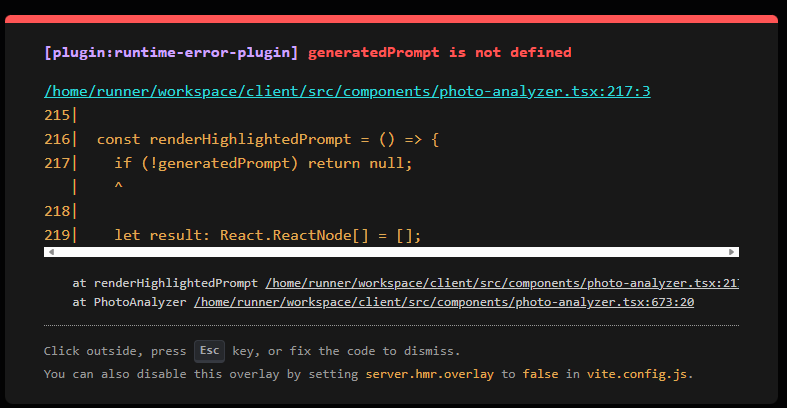 [plugin:runtime-error-plugin] generatedPrompt is not defined
/home/runner/workspace/client/src/components/photo-analyzer.tsx:217:3
215|
216|  const renderHighlightedPrompt = () => {
217|    if (!generatedPrompt) return null;
   |    ^
218|
219|    let result: React.ReactNode[] = [];
at renderHighlightedPrompt /home/runner/workspace/client/src/components/photo-analyzer.tsx:217
at PhotoAnalyzer /home/runner/workspace/client/src/components/photo-analyzer.tsx:673:20
Click outside, press Esc key, or fix the code to dismiss.
You can also disable this overlay by setting server.hmr.overlay to false in vite.config.js.